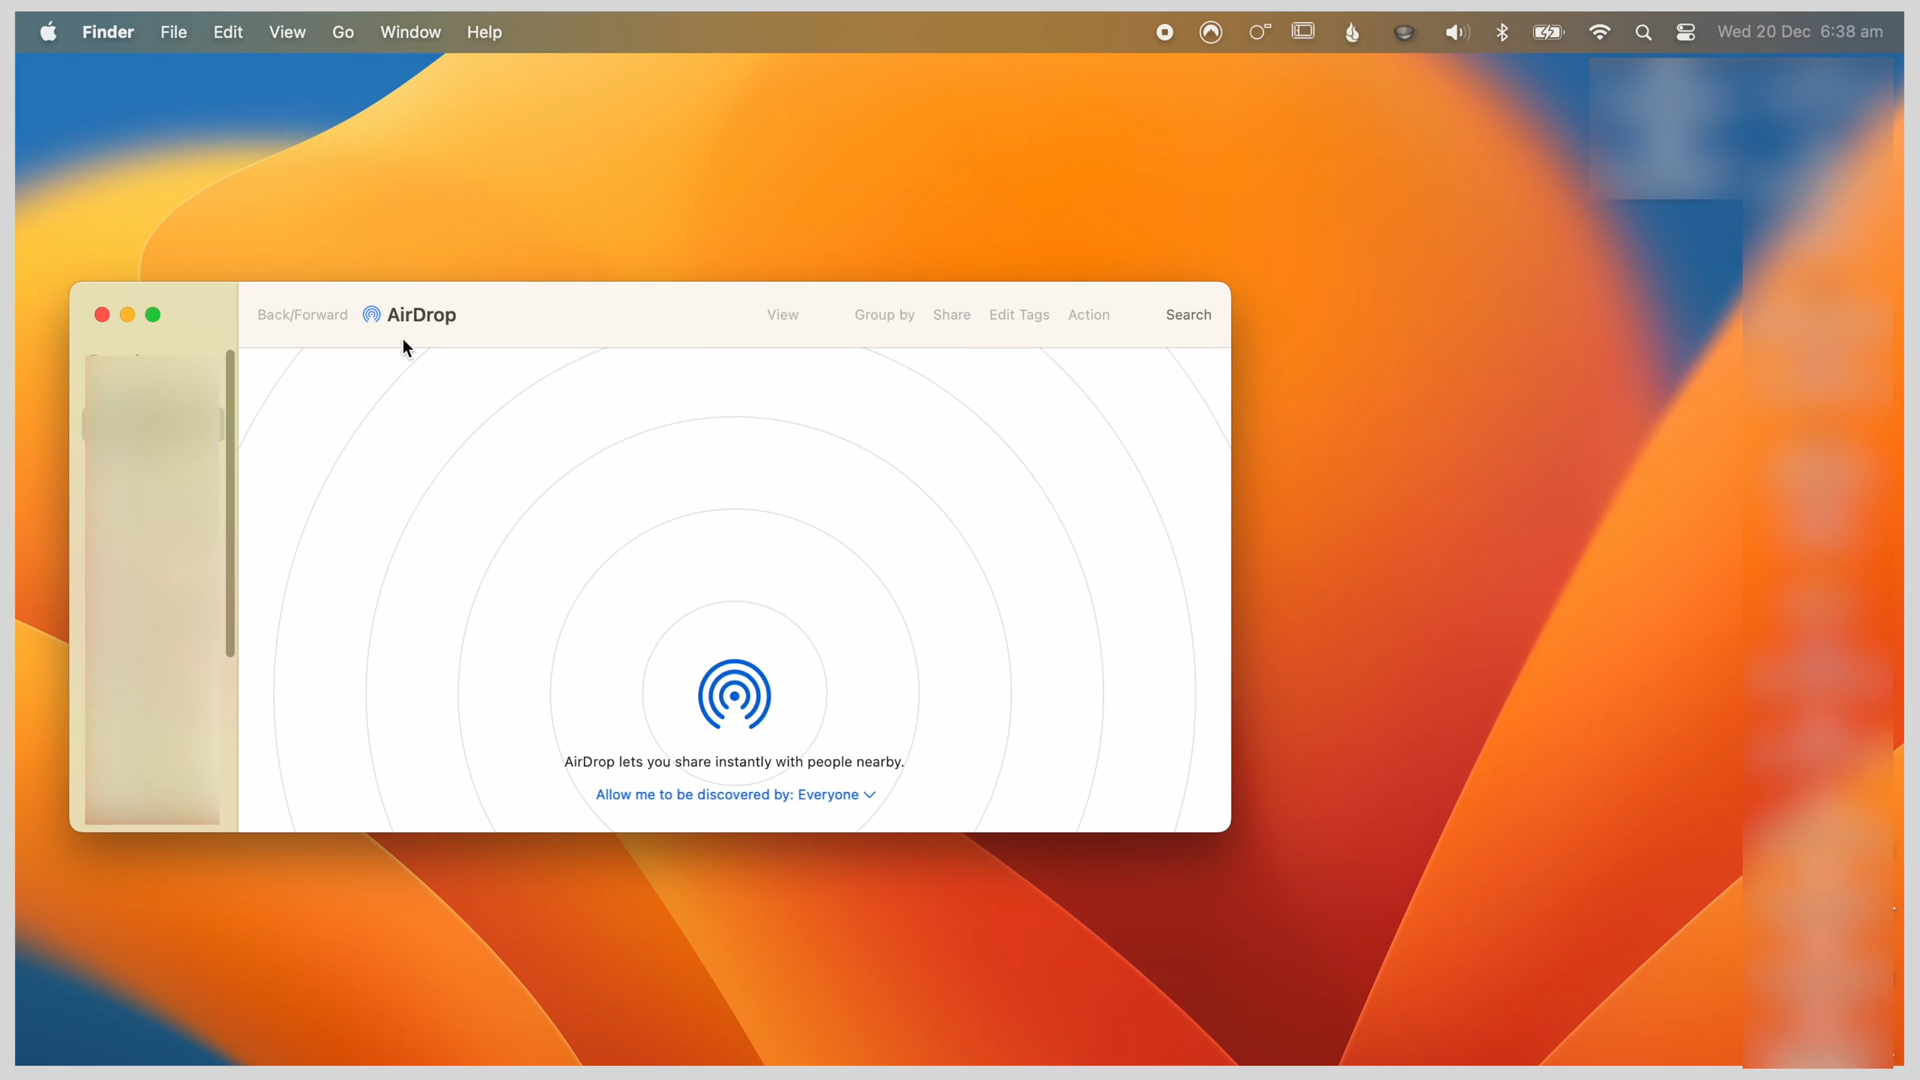 Finder File Edit View Go Window Help Wed 20 Dec 6:38 am
Back/Forward AirDrop View Group by Share Edit Tags Action Search
AirDrop lets you share instantly with people nearby.
Allow me to be discovered by: Everyone